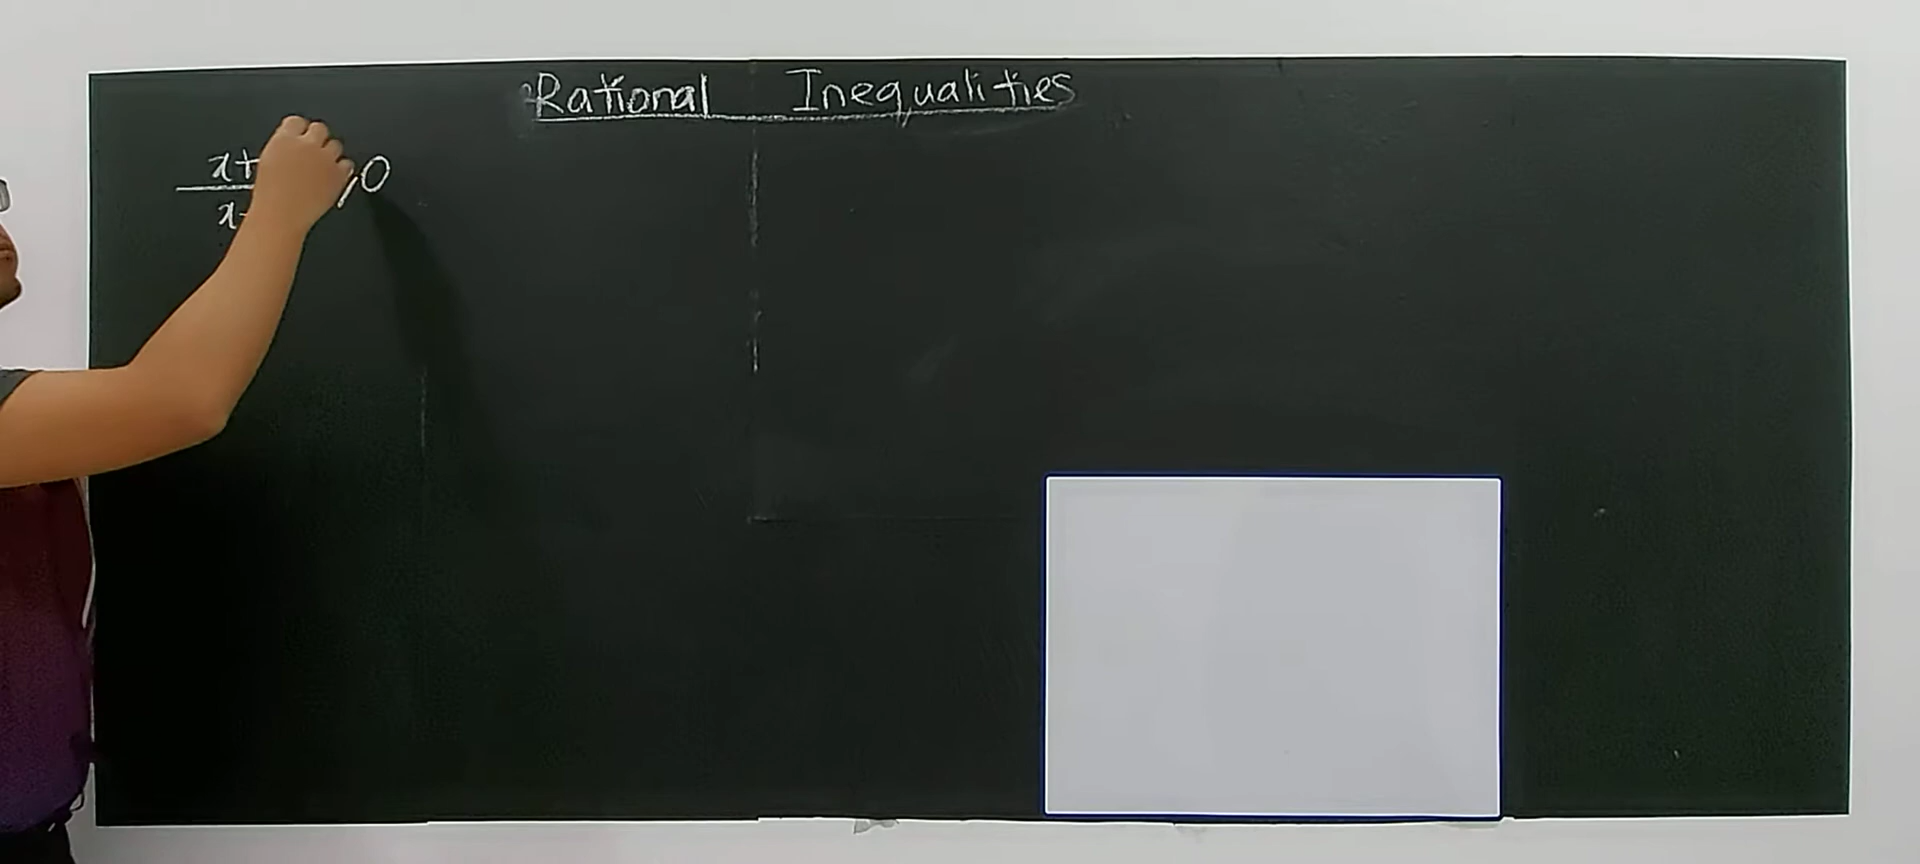 Rational Inequalities
x+
x-
0